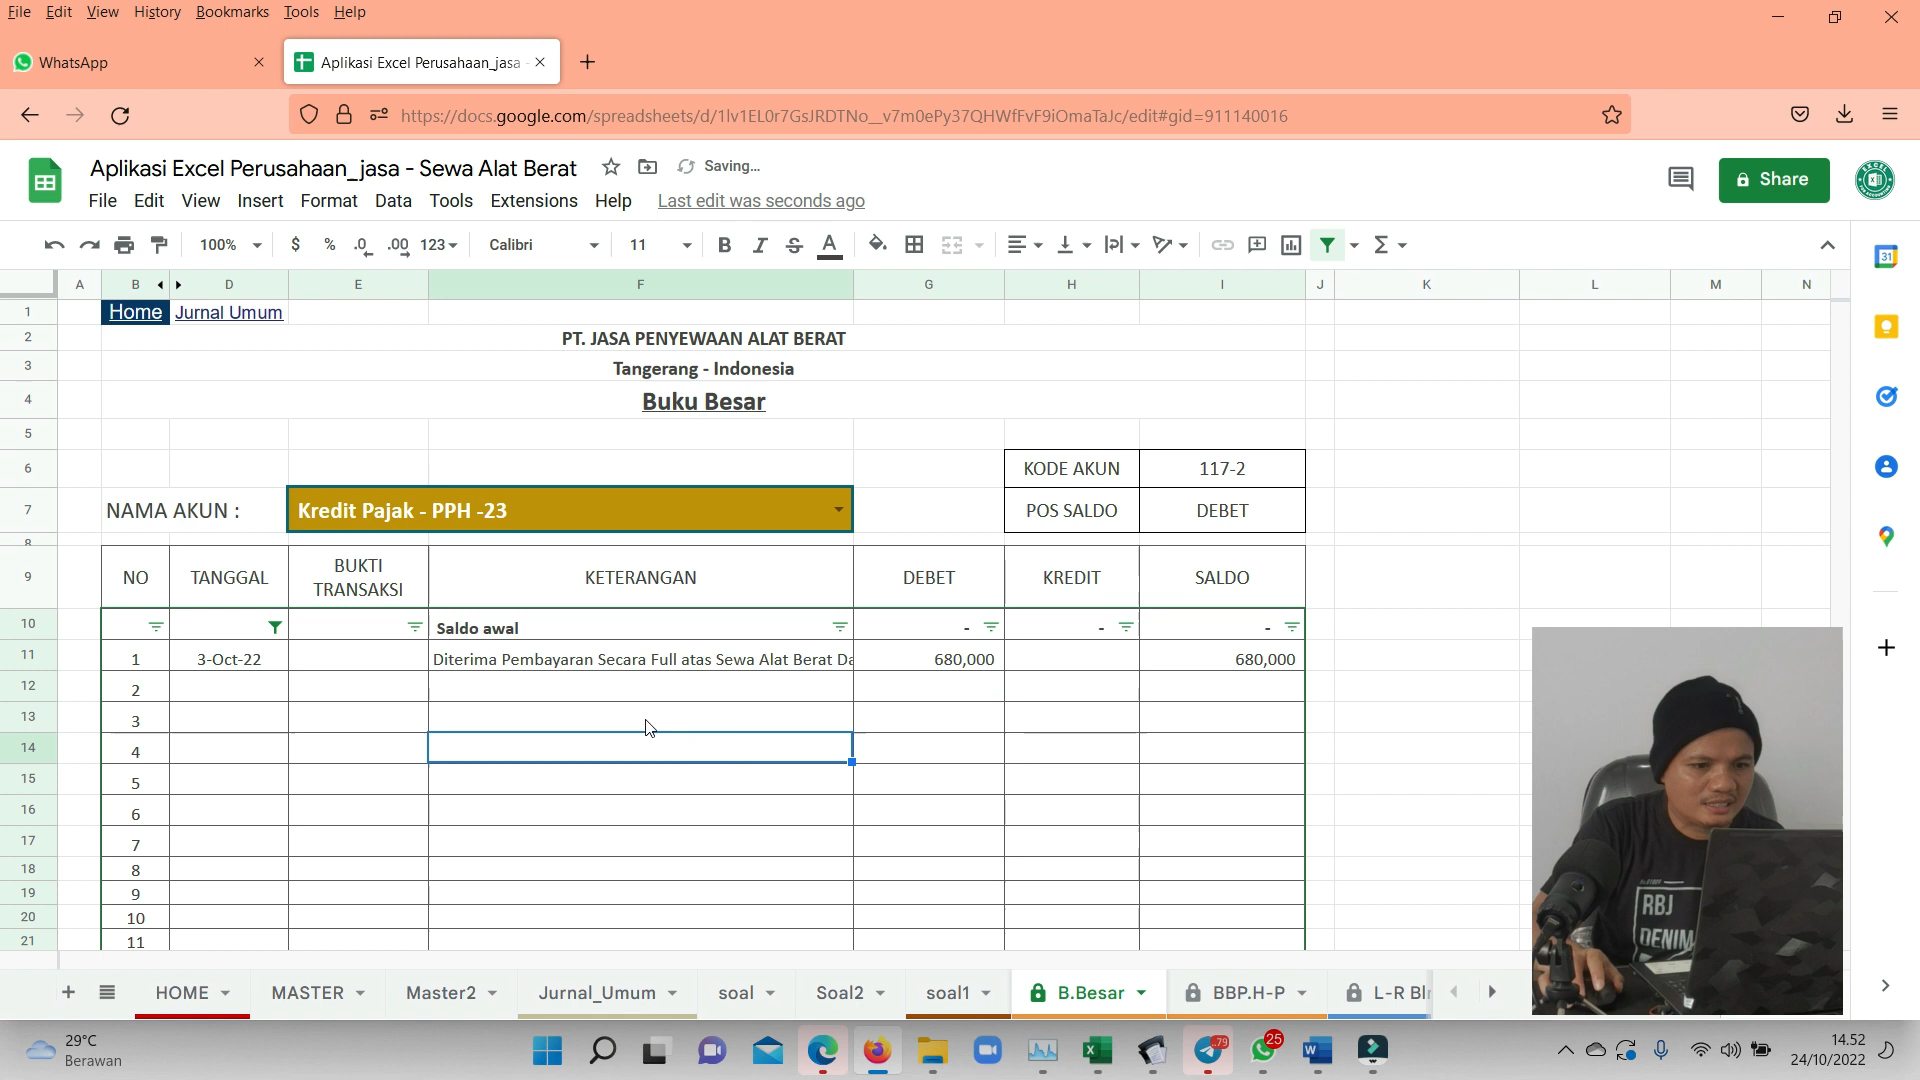 File Edit View History Bookmarks Tools Help
WhatsApp
Aplikasi Excel Perusahaan_jasa -
https://docs.google.com/spreadsheets/d/1lv1EL0r7GsJRDTNo__v7m0ePy37QHWfFvF9iOmaTaJc/edit#gid=911140016
Aplikasi Excel Perusahaan_jasa - Sewa Alat Berat
Saving...
Share
File Edit View Insert Format Data Tools Extensions Help
Last edit was seconds ago
100% $ % .0 .00 123 Calibri 11 B I S A Σ
31
A B D E F G H I J K L M N
1 Home Jurnal Umum
2 PT. JASA PENYEWAAN ALAT BERAT
3 Tangerang - Indonesia
4 Buku Besar
5
6 KODE AKUN 117-2
7 NAMA AKUN : Kredit Pajak - PPH -23 POS SALDO DEBET
8
9 NO TANGGAL BUKTI TRANSAKSI KETERANGAN DEBET KREDIT SALDO
10 Saldo awal - - -
11 1 3-Oct-22 Diterima Pembayaran Secara Full atas Sewa Alat Berat Da 680,000 680,000
12 2
13 3
14 4
15 5
16 6
17 7
18 8
19 9
20 10
21 11
RBJ
DENIM
HOME MASTER Master2 Jurnal_Umum soal Soal2 soal1 B.Besar BBP.H-P L-R Bl
29°C
Berawan
.79
25
14.52
24/10/2022